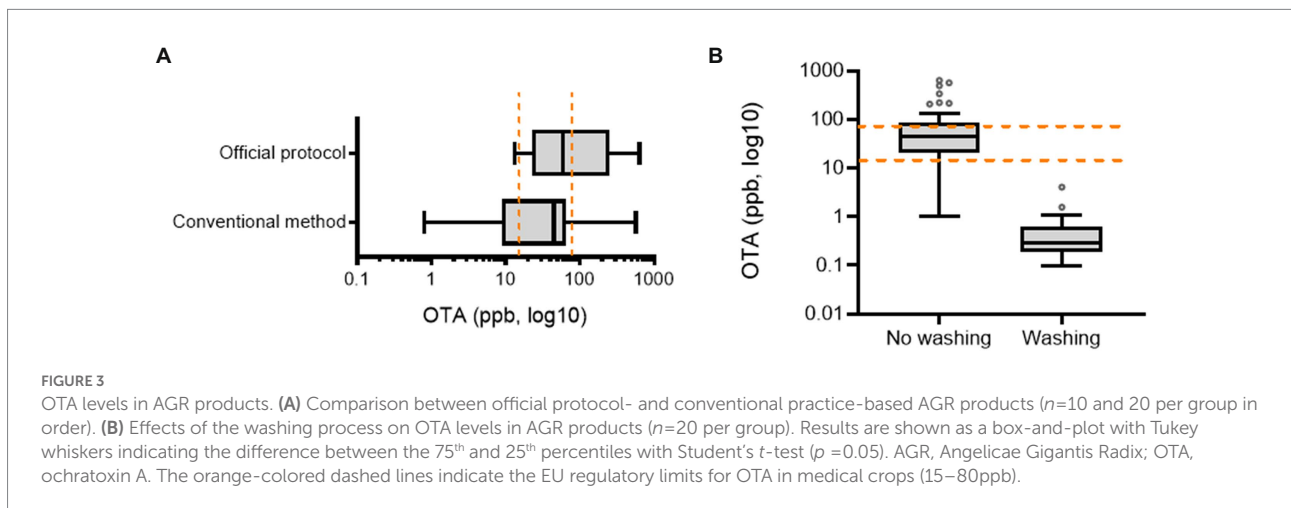 A
Official protocol
Conventional method
0.1 1 10 100 1000
OTA (ppb, log10)
B
OTA (ppb, log10)
1000
100
10
1
0.1
0.01
No washing Washing
FIGURE 3
OTA levels in AGR products. (A) Comparison between official protocol- and conventional practice-based AGR products (n=10 and 20 per group in
order). (B) Effects of the washing process on OTA levels in AGR products (n=20 per group). Results are shown as a box-and-plot with Tukey
whiskers indicating the difference between the 75th and 25th percentiles with Student's t-test (p =0.05). AGR, Angelicae Gigantis Radix; OTA,
ochratoxin A. The orange-colored dashed lines indicate the EU regulatory limits for OTA in medical crops (15–80ppb).